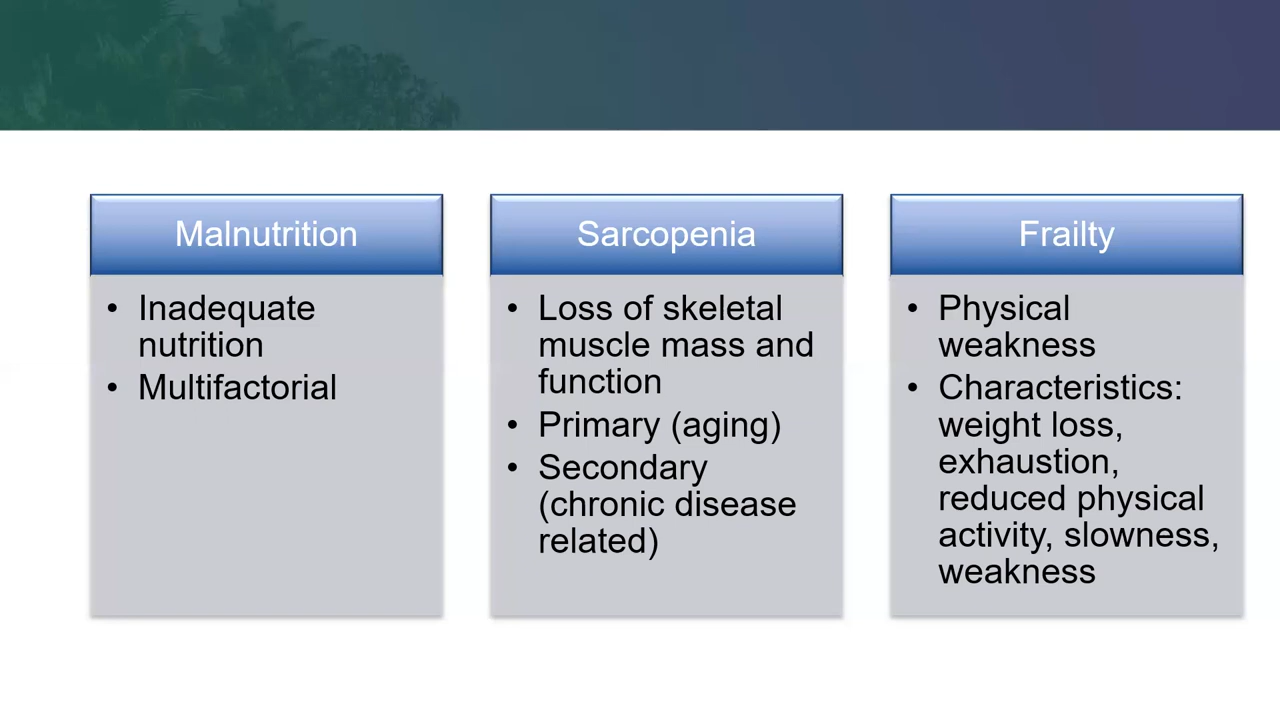 Malnutrition
• Inadequate
nutrition
• Multifactorial
Sarcopenia
• Loss of skeletal
muscle mass and
function
• Primary (aging)
• Secondary
(chronic disease
related)
Frailty
• Physical
weakness
• Characteristics:
weight loss,
exhaustion,
reduced physical
activity, slowness,
weakness